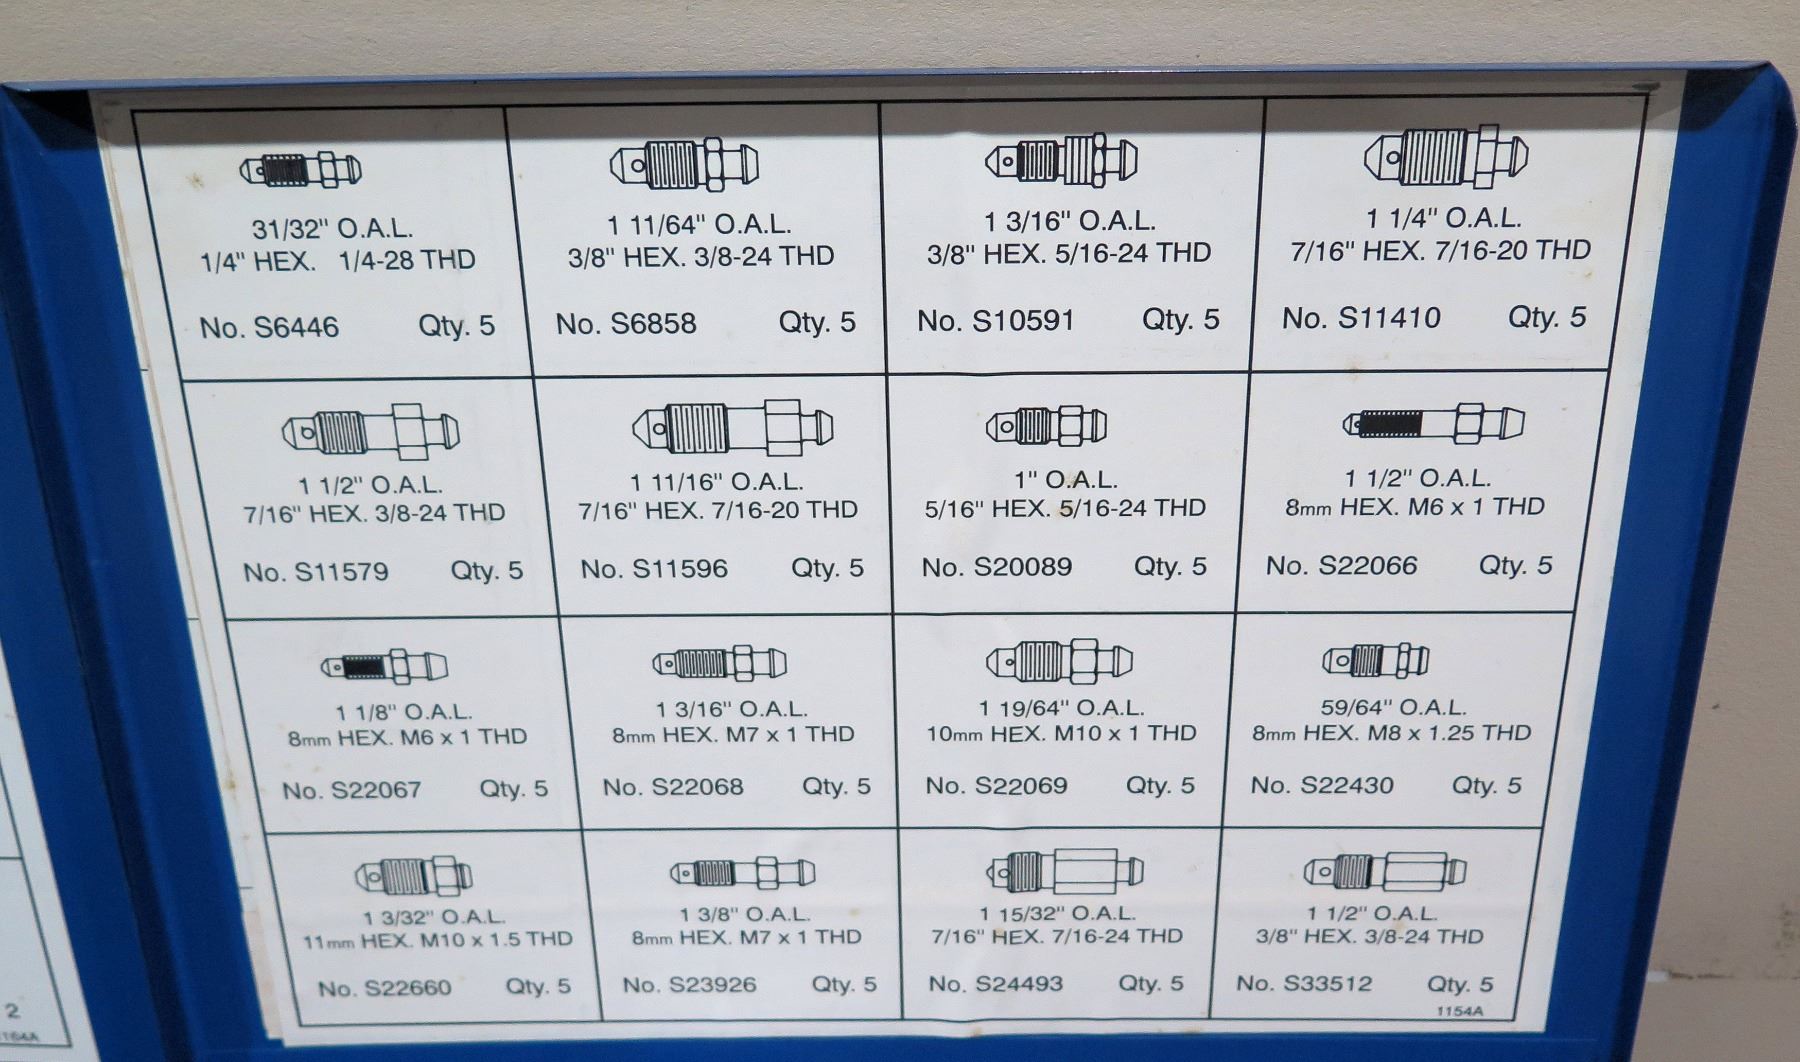 31/32" O.A.L.
1/4" HEX. 1/4-28 THD
No. S6446 Qty. 5
1 11/64" O.A.L.
3/8" HEX. 3/8-24 THD
No. S6858 Qty. 5
1 3/16" O.A.L.
3/8" HEX. 5/16-24 THD
No. S10591 Qty. 5
1 1/4" O.A.L.
7/16" HEX. 7/16-20 THD
No. S11410 Qty. 5
1 1/2" O.A.L.
7/16" HEX. 3/8-24 THD
No. S11579 Qty. 5
1 11/16" O.A.L.
7/16" HEX. 7/16-20 THD
No. S11596 Qty. 5
1" O.A.L.
5/16" HEX. 5/16-24 THD
No. S20089 Qty. 5
1 1/2" O.A.L.
8mm HEX. M6 x 1 THD
No. S22066 Qty. 5
1 1/8" O.A.L.
8mm HEX. M6 x 1 THD
No. S22067 Qty. 5
1 3/16" O.A.L.
8mm HEX. M7 x 1 THD
No. S22068 Qty. 5
1 19/64" O.A.L.
10mm HEX. M10 x 1 THD
No. S22069 Qty. 5
59/64" O.A.L.
8mm HEX. M8 x 1.25 THD
No. S22430 Qty. 5
1 3/32" O.A.L.
11mm HEX. M10 x 1.5 THD
No. S22660 Qty. 5
1 3/8" O.A.L.
8mm HEX. M7 x 1 THD
No. S23926 Qty. 5
1 15/32" O.A.L.
7/16" HEX. 7/16-24 THD
No. S24493 Qty. 5
1 1/2" O.A.L.
3/8" HEX. 3/8-24 THD
No. S33512 Qty. 5
1154A
2